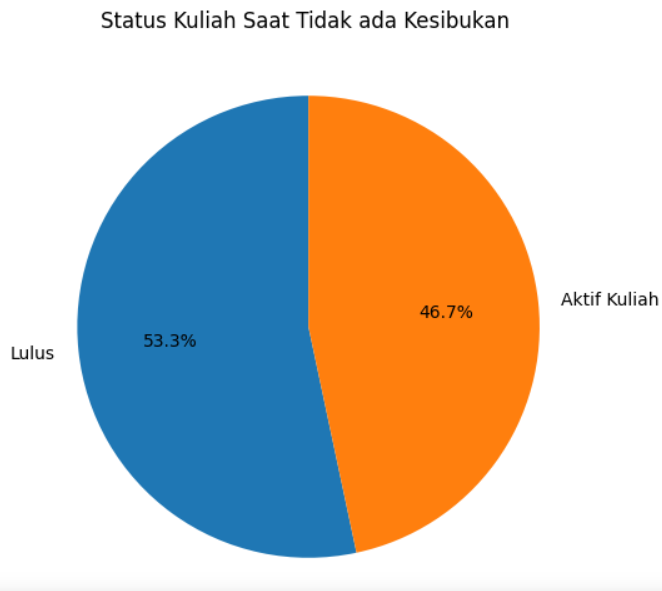 Status Kuliah Saat Tidak ada Kesibukan
Aktif Kuliah
46.7%
53.3%
Lulus